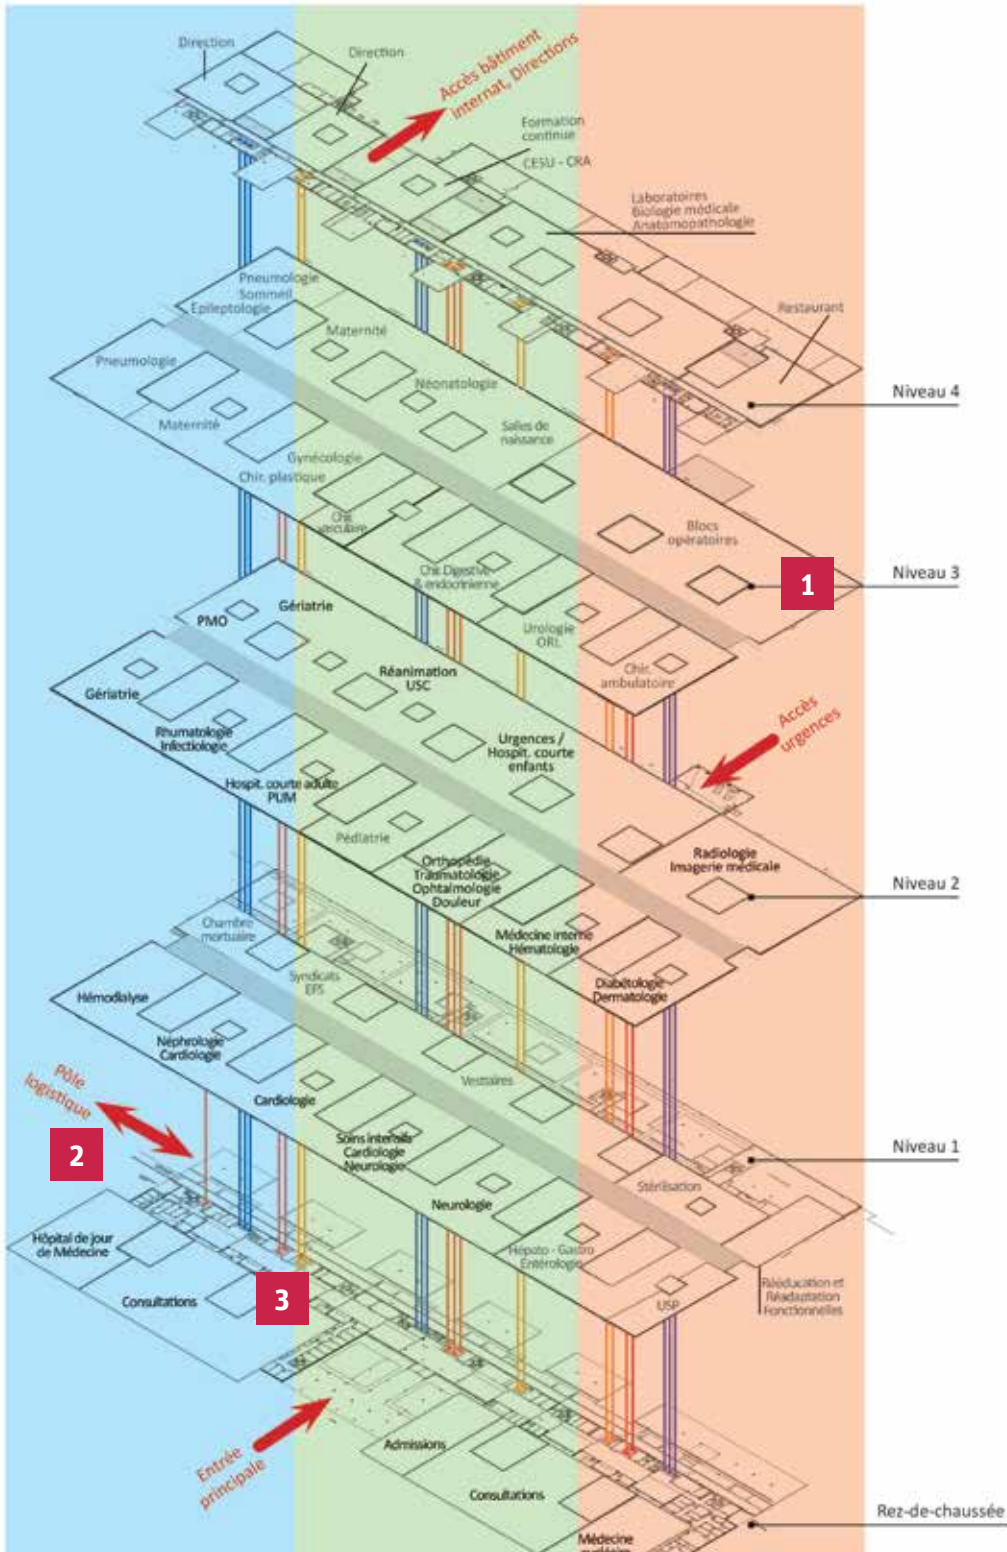 Direction
Direction
Accès bâtiment
internat, Directions
Formation
continue
CESU - CRA
Laboratoires
Biologie médicale
Anatomopathologie
Restaurant
Niveau 4
Pneumologie
Sommeil
Epileptologie
Maternité
Pneumologie
Néonatologie
Maternité
Salles de
naissance
Gynécologie
Chir. plastique
Chir.
vasculaire
Blocs
opératoires
1
Niveau 3
Chir. Digestive
& endocrinienne
Urologie
ORL
Chir.
ambulatoire
Gériatrie
PMO
Réanimation
USC
Gériatrie
Accès
urgences
Rhumatologie
Infectiologie
Urgences /
Hospit. courte
enfants
Hospit. courte adulte
PUM
Pédiatrie
Radiologie
Imagerie médicale
Orthopédie
Traumatologie
Ophtalmologie
Douleur
Niveau 2
Médecine interne
Hématologie
Chambre
mortuaire
Diabétologie
Dermatologie
Syndicats
EFS
Hémodialyse
Néphrologie
Cardiologie
Vestiaires
Pôle
logistique
Cardiologie
2
Soins intensifs
Cardiologie
Neurologie
Niveau 1
Stérilisation
Neurologie
Hôpital de jour
de Médecine
Hépato - Gastro
Entérologie
Consultations
3
USP
Rééducation et
Réadaptation
Fonctionnelles
Entrée
principale
Admissions
Consultations
Rez-de-chaussée
Médecine